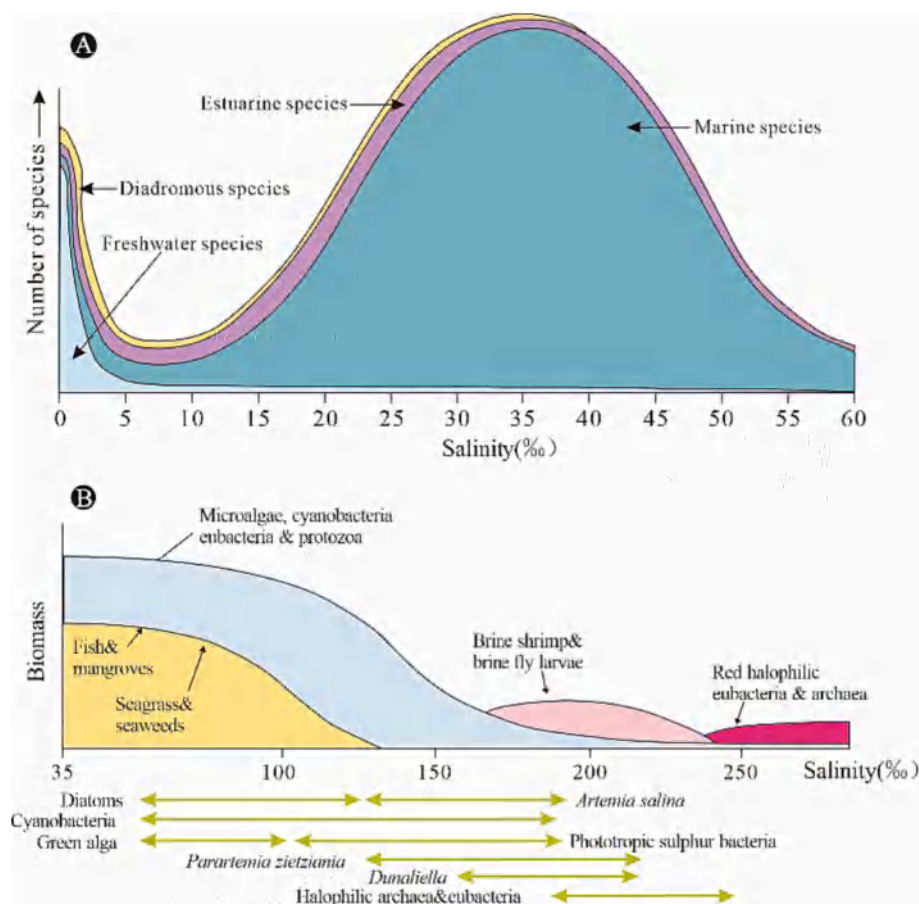 A
Number of species
Estuarine species
Marine species
Diadromous species
Freshwater species
0 5 10 15 20 25 30 35 40 45 50 55 60
Salinity(‰)
B
Biomass
Microalgae, cyanobacteria
eubacteria & protozoa
Fish&
mangroves
Seagrass&
seaweeds
Brine shrimp&
brine fly larvae
Red halophilic
eubacteria & archaea
35 100 150 200 250 Salinity(‰)
Diatoms Artemia salina
Cyanobacteria
Green alga Phototropic sulphur bacteria
Parartemia zietziania
Dunaliella
Halophilic archaea&eubacteria